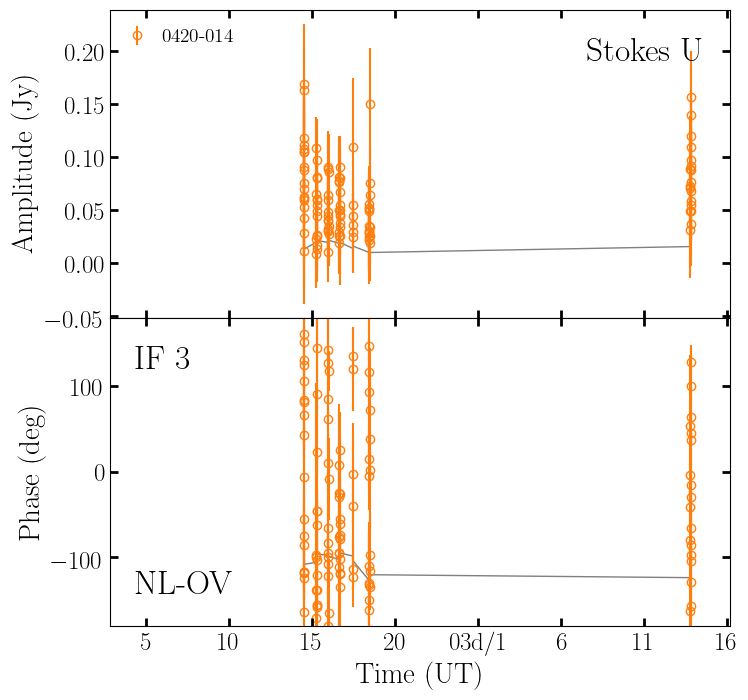 0420-014
Stokes U
Amplitude (Jy)
0.20
0.15
0.10
0.05
0.00
−0.05
IF 3
Phase (deg)
100
0
−100
NL-OV
5 10 15 20 03d/1 6 11 16
Time (UT)